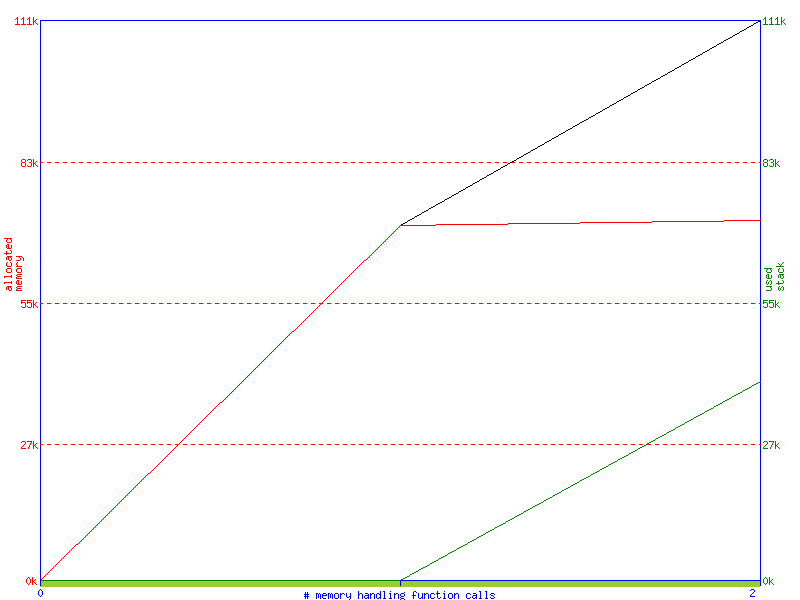 111k
111k
83k
83k
allocated
memory
used
stack
55k
55k
27k
27k
0k
0k
0
# memory handling function calls
2